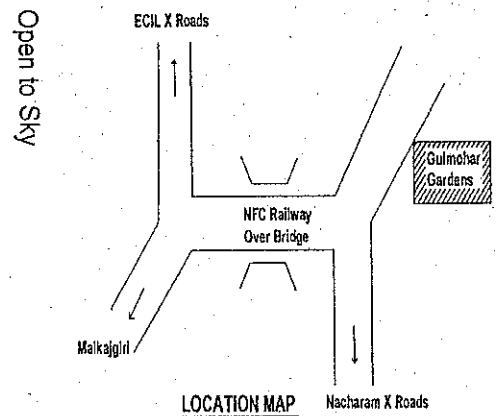 ECIL X Roads
Open to Sky
Gulmohar
Gardens
NFC Railway
Over Bridge
Malkajgiri
LOCATION MAP
Nacharam X Roads